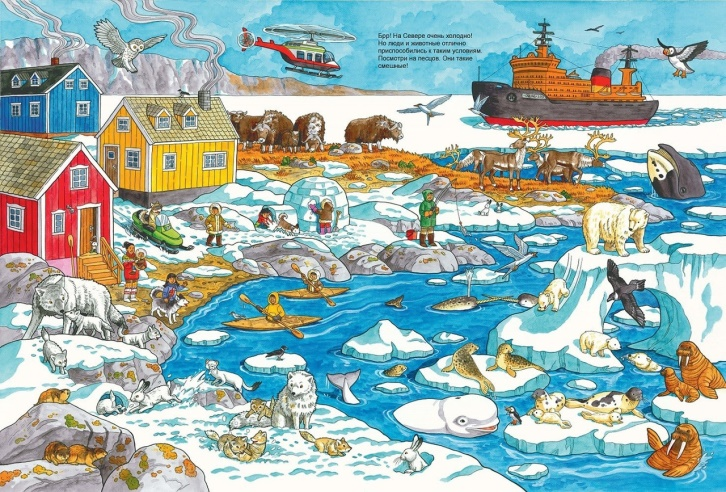 Брр! На Севере очень холодно!
Но люди и животные отлично
приспособились к таким условиям.
Посмотри на песцов. Они такие
смешные!